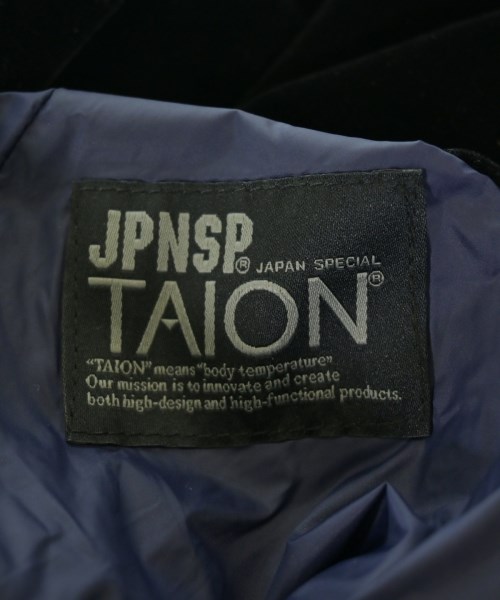 JPNSP® JAPAN SPECIAL
TAION®
"TAION" means "body temperature"
Our mission is to innovate and create
both high-design and high-functional products.